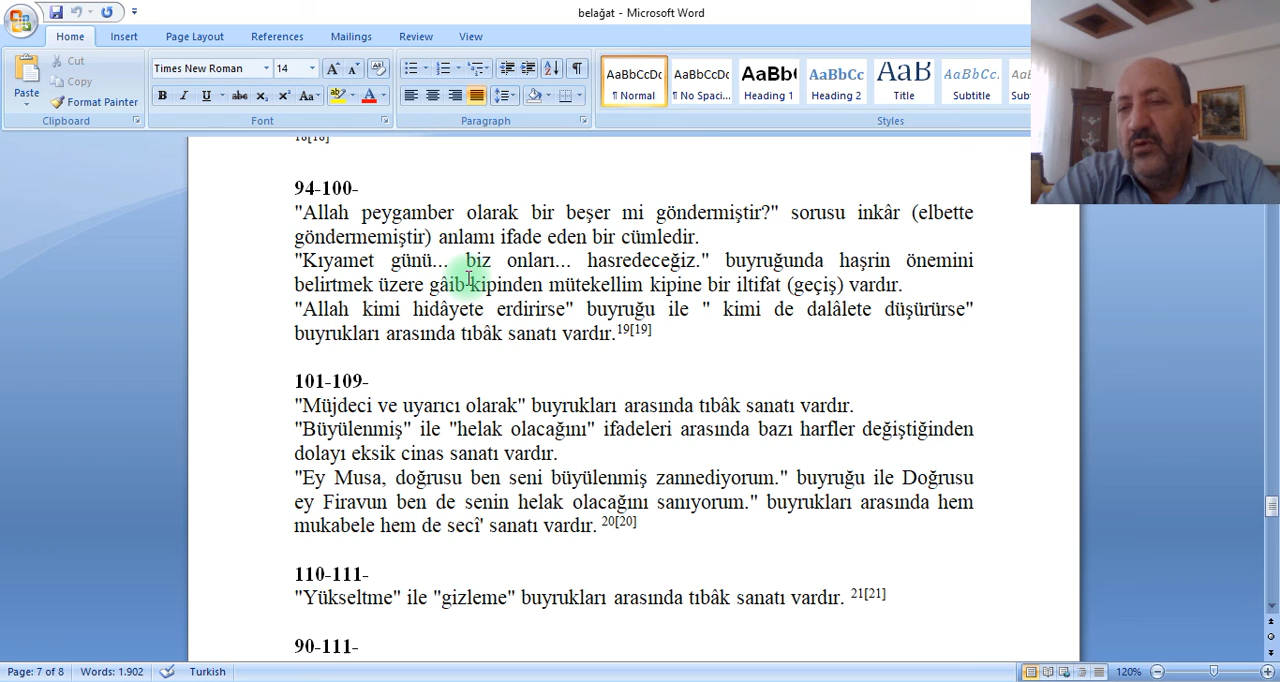 belağat - Microsoft Word
Home Insert Page Layout References Mailings Review View
Paste
Cut
Copy
Format Painter
Clipboard
Times New Roman 14
Font
Paragraph
AaBbCcDc AaBbCcDc AaBb( AaBbCc AaB AaBbCc.
¶ Normal ¶ No Spaci... Heading 1 Heading 2 Title Subtitle
Styles
18[18]
94-100-
"Allah peygamber olarak bir beşer mi göndermiştir?" sorusu inkâr (elbette
göndermemiştir) anlamı ifade eden bir cümledir.
"Kıyamet günü... biz onları... hasredeceğiz." buyruğunda haşrin önemini
belirtmek üzere gâib kipinden mütekellim kipine bir iltifat (geçiş) vardır.
"Allah kimi hidâyete erdirirse" buyruğu ile " kimi de dalâlete düşürürse"
buyrukları arasında tıbâk sanatı vardır.19[19]
101-109-
"Müjdeci ve uyarıcı olarak" buyrukları arasında tıbâk sanatı vardır.
"Büyülenmiş" ile "helak olacağını" ifadeleri arasında bazı harfler değiştiğinden
dolayı eksik cinas sanatı vardır.
"Ey Musa, doğrusu ben seni büyülenmiş zannediyorum." buyruğu ile Doğrusu
ey Firavun ben de senin helak olacağını sanıyorum." buyrukları arasında hem
mukabele hem de secî' sanatı vardır. 20[20]
110-111-
"Yükseltme" ile "gizleme" buyrukları arasında tıbâk sanatı vardır. 21[21]
90-111-
Page: 7 of 8 Words: 1.902 Turkish 120%